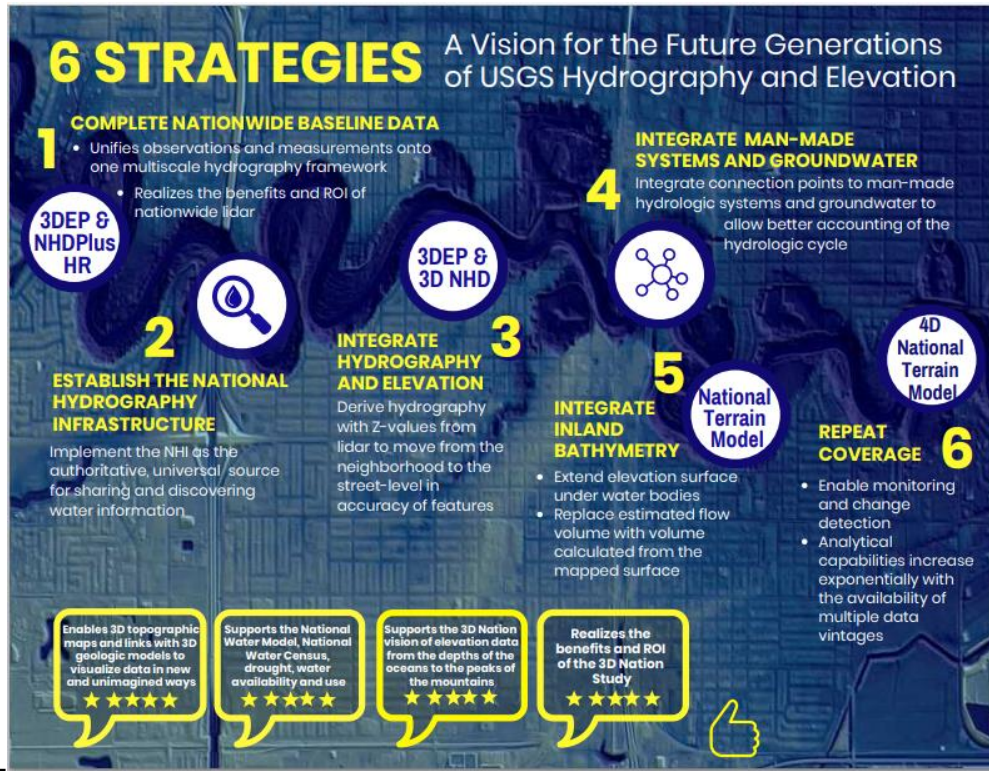 6 STRATEGIES
A Vision for the Future Generations
of USGS Hydrography and Elevation
1
COMPLETE NATIONWIDE BASELINE DATA
• Unifies observations and measurements onto
one multiscale hydrography framework
• Realizes the benefits and ROI of
nationwide lidar
3DEP &
NHDPlus
HR
2
ESTABLISH THE NATIONAL
HYDROGRAPHY
INFRASTRUCTURE
Implement the NHI as the
authoritative, universal source
for sharing and discovering
water information
3DEP &
3D NHD
3
INTEGRATE
HYDROGRAPHY
AND ELEVATION
Derive hydrography
with Z-values from
lidar to move from the
neighborhood to the
street-level in
accuracy of features
4
INTEGRATE MAN-MADE
SYSTEMS AND GROUNDWATER
Integrate connection points to man-made
hydrologic systems and groundwater to
allow better accounting of the
hydrologic cycle
5
INTEGRATE
INLAND
BATHYMETRY
• Extend elevation surface
under water bodies
• Replace estimated flow
volume with volume
calculated from the
mapped surface
National
Terrain
Model
4D
National
Terrain
Model
6
REPEAT
COVERAGE
• Enable monitoring
and change
detection
• Analytical
capabilities increase
exponentially with
the availability of
multiple data
vintages
Enables 3D topographic
maps and links with 3D
geologic models to
visualize data in new
and unimagined ways
Supports the National
Water Model, National
Water Census,
drought, water
availability and use
Supports the 3D Nation
vision of elevation data
from the depths of the
oceans to the peaks of
the mountains
Realizes the
benefits and ROI
of the 3D Nation
Study